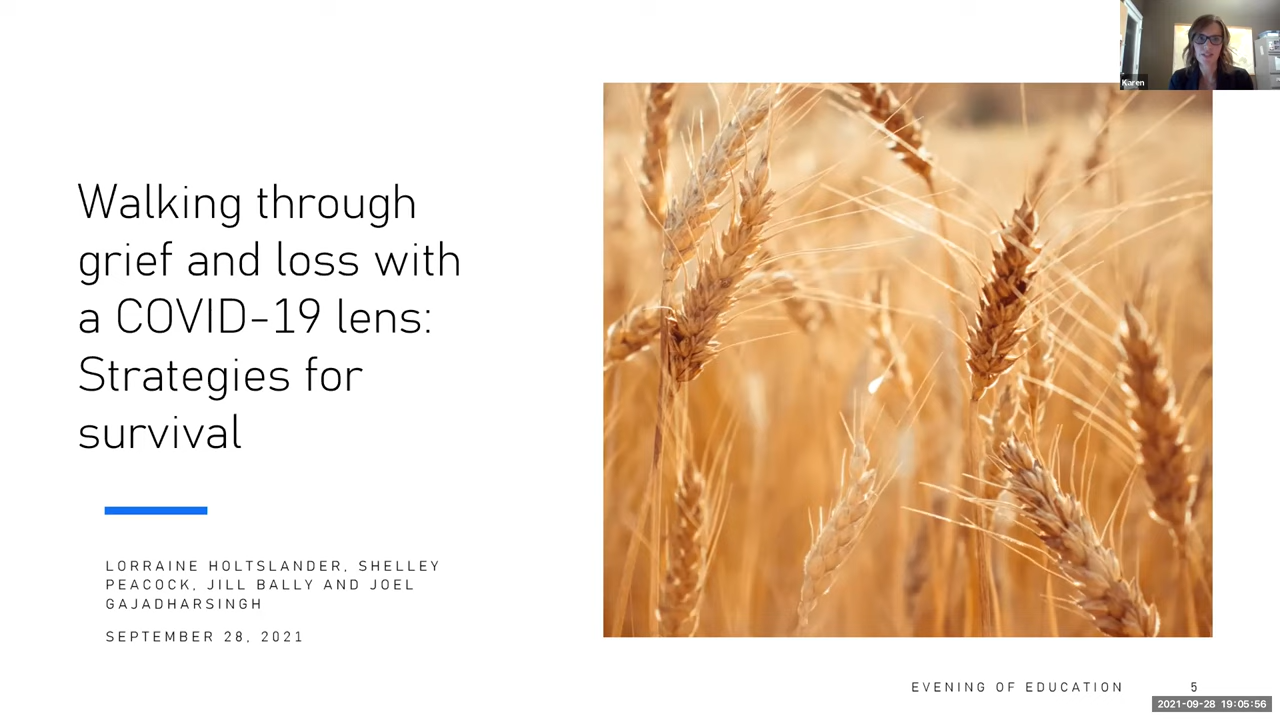 Karen
Walking through
grief and loss with
a COVID-19 lens:
Strategies for
survival
LORRAINE HOLTSLANDER, SHELLEY
PEACOCK, JILL BALLY AND JOEL
GAJADHARSINGH
SEPTEMBER 28, 2021
EVENING OF EDUCATION 5
2021-09-28 19:05:56